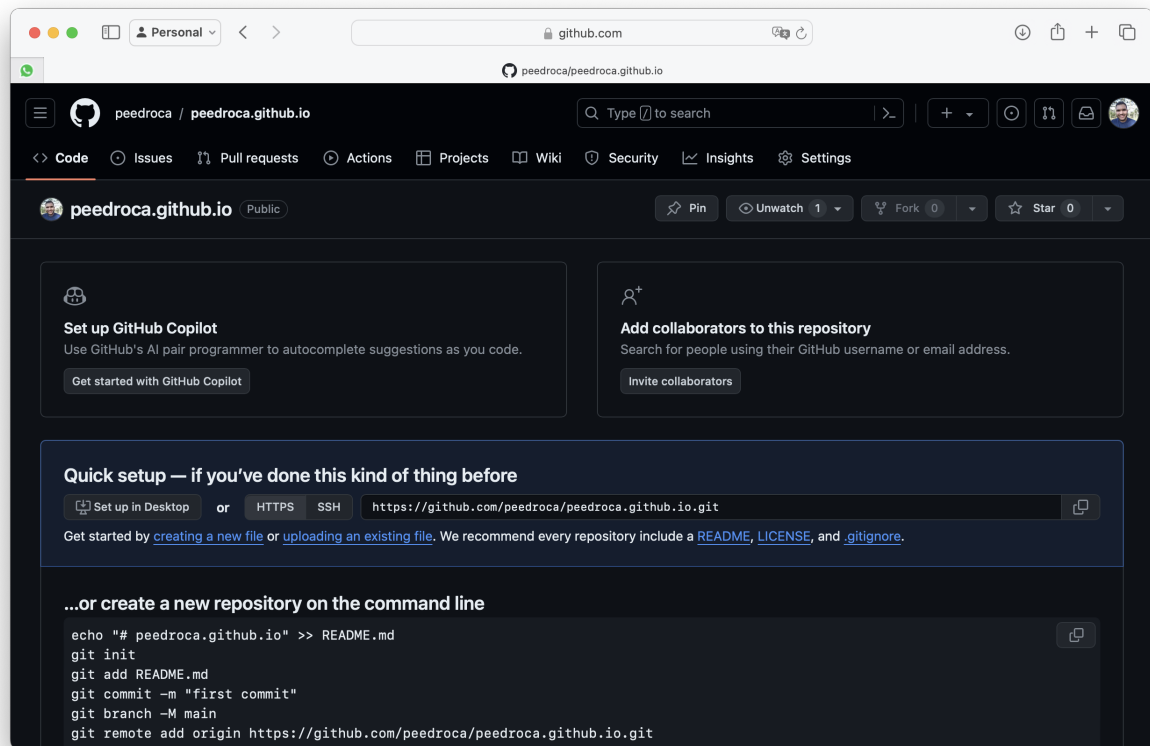 Personal
github.com
peedroca/peedroca.github.io
peedroca / peedroca.github.io
Type / to search
Code Issues Pull requests Actions Projects Wiki Security Insights Settings
peedroca.github.io Public
Pin Unwatch 1 Fork 0 Star 0
Set up GitHub Copilot
Use GitHub's AI pair programmer to autocomplete suggestions as you code.
Get started with GitHub Copilot
Add collaborators to this repository
Search for people using their GitHub username or email address.
Invite collaborators
Quick setup — if you've done this kind of thing before
Set up in Desktop or HTTPS SSH https://github.com/peedroca/peedroca.github.io.git
Get started by creating a new file or uploading an existing file. We recommend every repository include a README, LICENSE, and .gitignore.
...or create a new repository on the command line
echo "# peedroca.github.io" >> README.md
git init
git add README.md
git commit -m "first commit"
git branch -M main
git remote add origin https://github.com/peedroca/peedroca.github.io.git